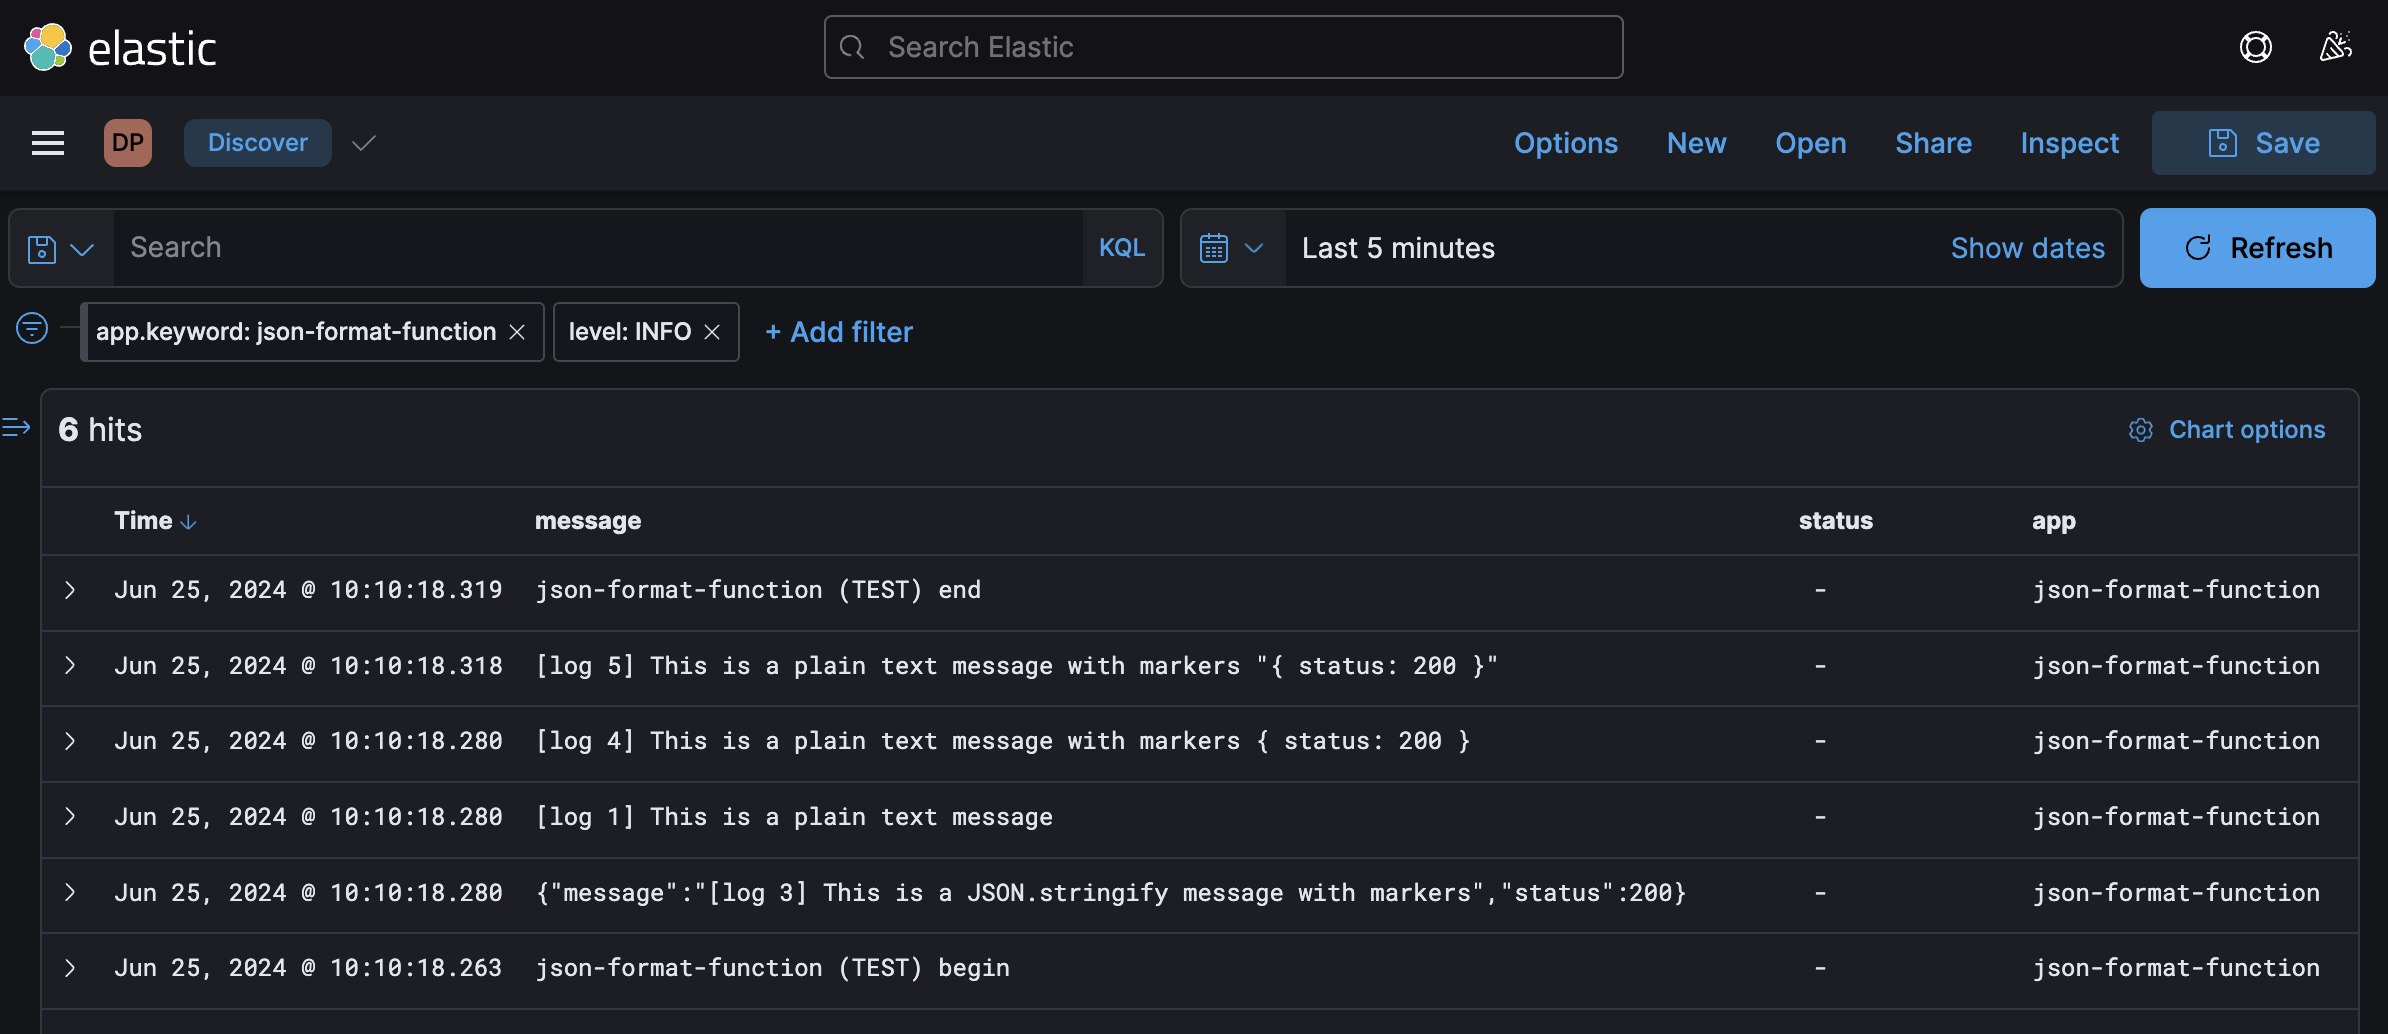 elastic
Search Elastic
DP
Discover
Options
New
Open
Share
Inspect
Save
Search
KQL
Last 5 minutes
Show dates
Refresh
app.keyword: json-format-function
level: INFO
+ Add filter
6 hits
Chart options
Time message status app
Jun 25, 2024 @ 10:10:18.319 json-format-function (TEST) end - json-format-function
Jun 25, 2024 @ 10:10:18.318 [log 5] This is a plain text message with markers "{ status: 200 }" - json-format-function
Jun 25, 2024 @ 10:10:18.280 [log 4] This is a plain text message with markers { status: 200 } - json-format-function
Jun 25, 2024 @ 10:10:18.280 [log 1] This is a plain text message - json-format-function
Jun 25, 2024 @ 10:10:18.280 {"message":"[log 3] This is a JSON.stringify message with markers","status":200} - json-format-function
Jun 25, 2024 @ 10:10:18.263 json-format-function (TEST) begin - json-format-function